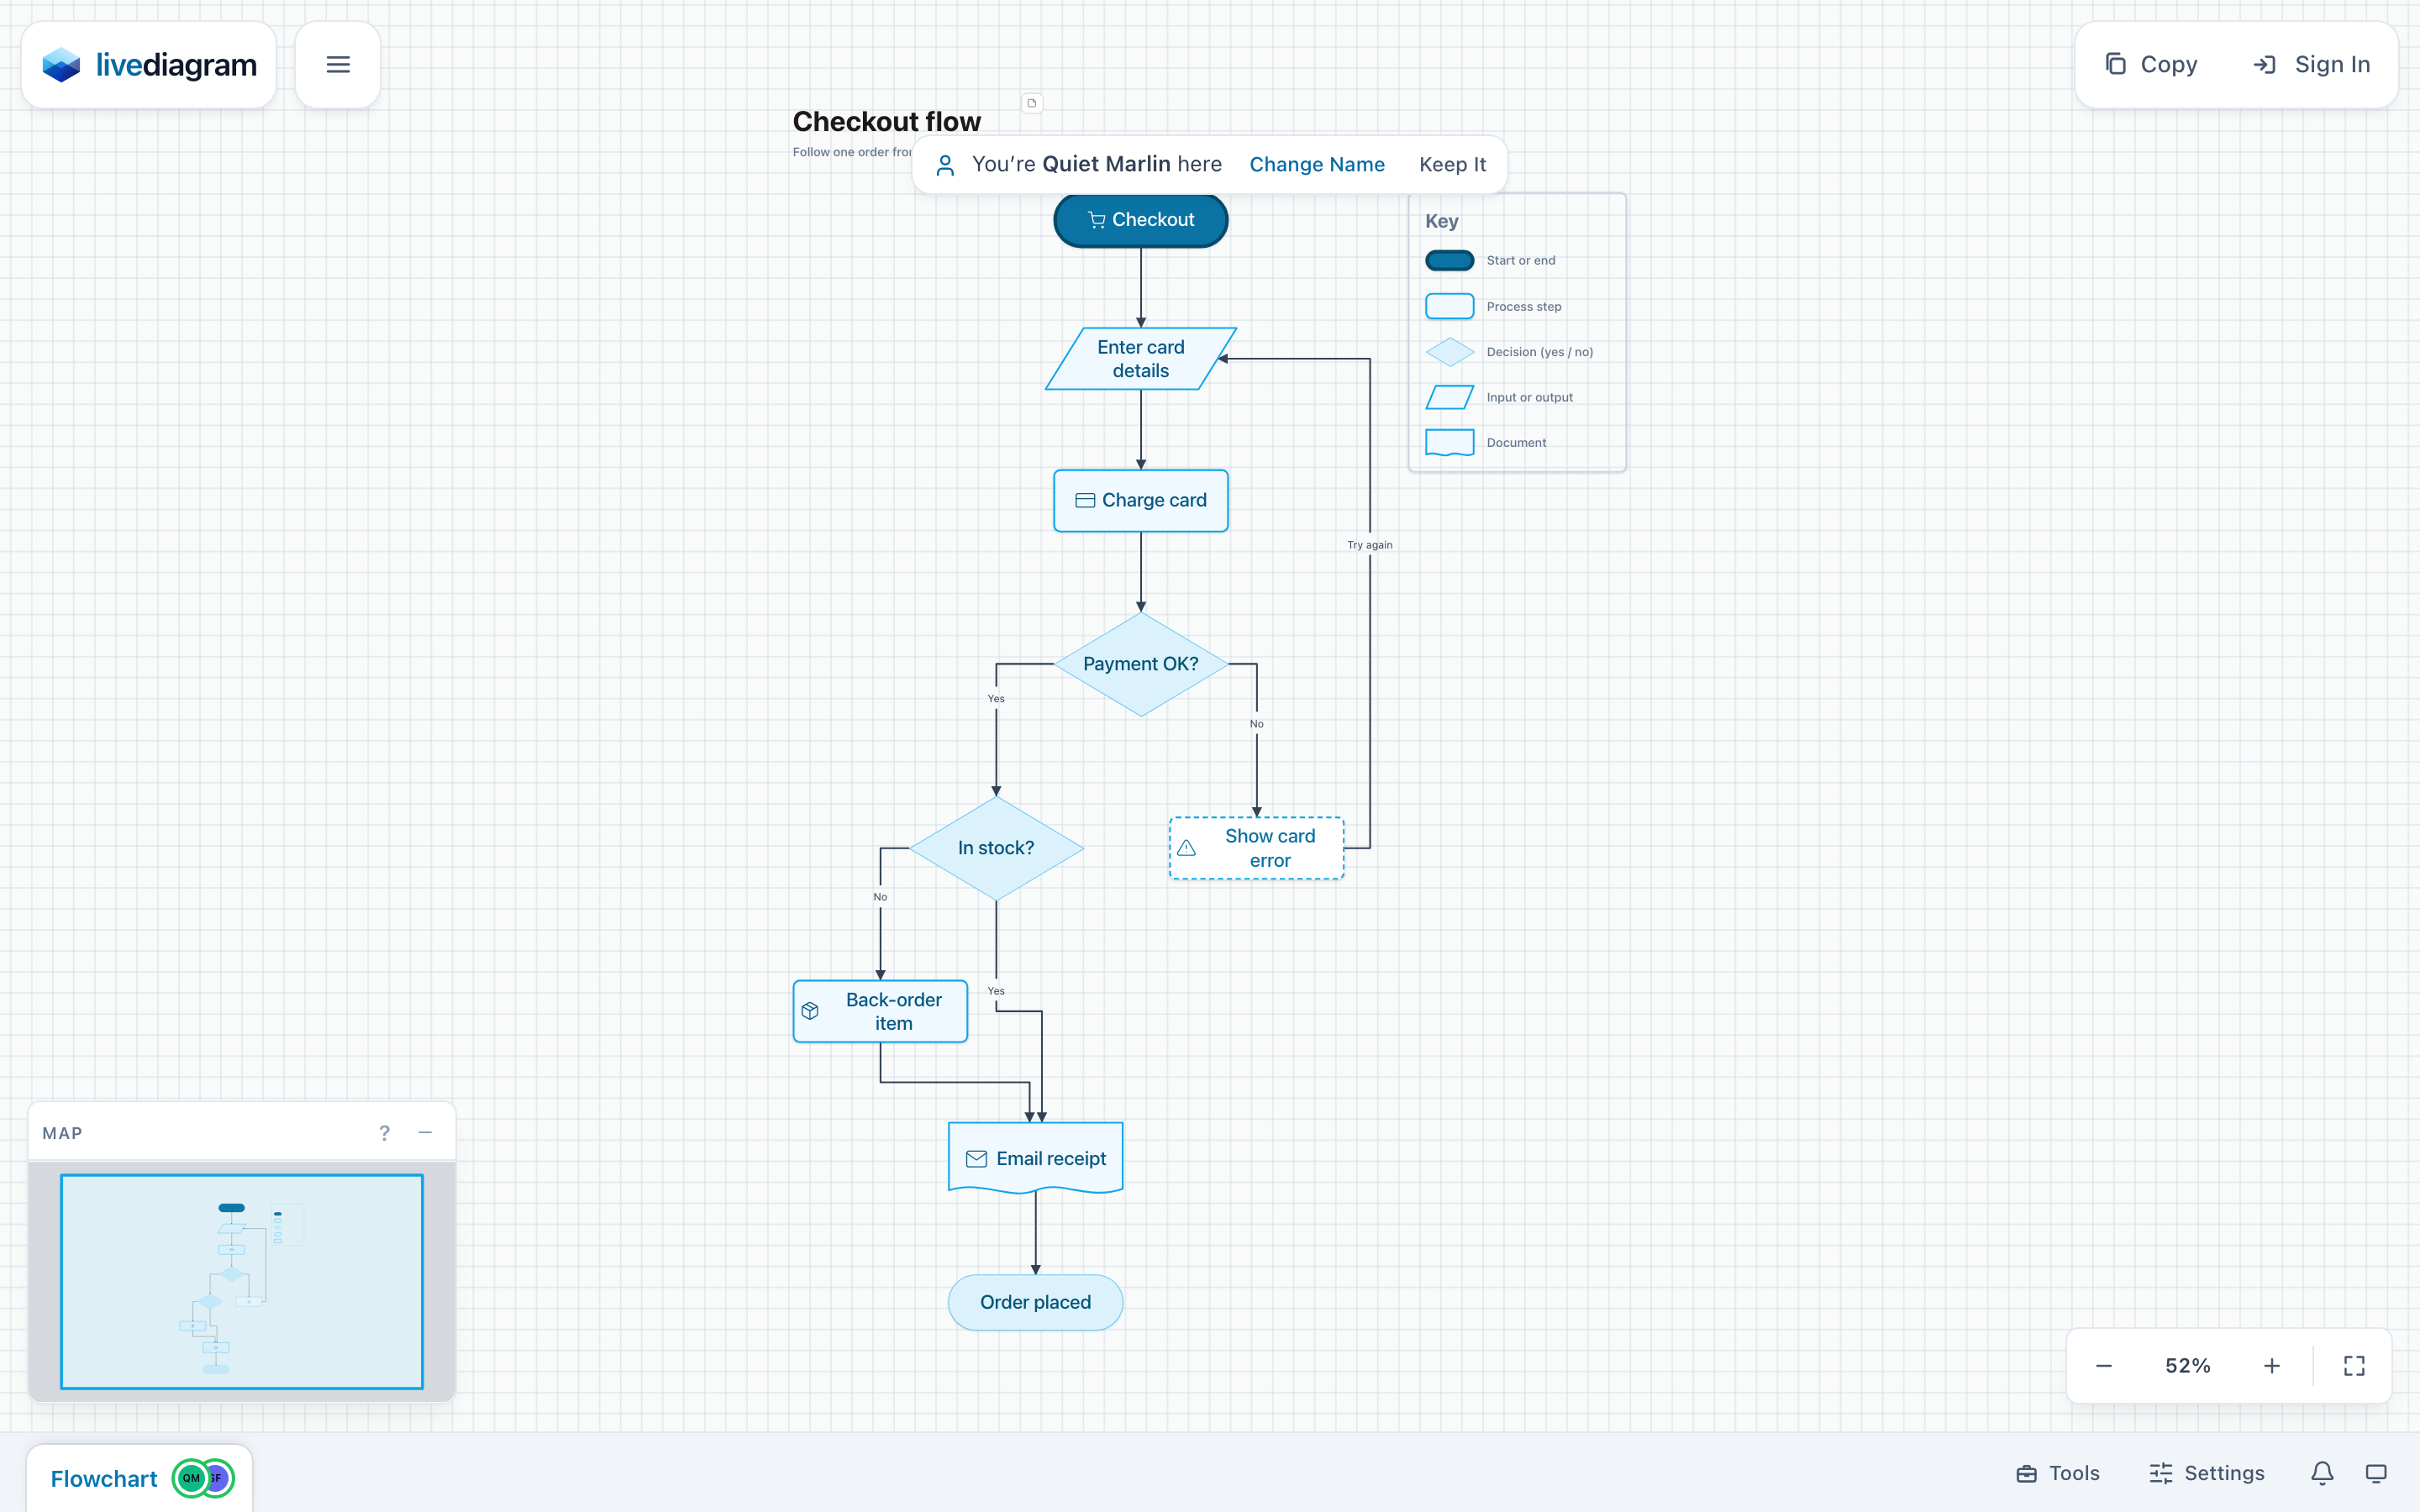 livediagram
Copy
Sign In
Checkout flow
Follow one order
You're Quiet Marlin here
Change Name
Keep It
Checkout
Key
Start or end
Process step
Decision (yes / no)
Input or output
Document
Enter card
details
Charge card
Try again
Payment OK?
Yes
No
In stock?
Show card
error
No
Yes
Back-order
item
Email receipt
Order placed
MAP
?
52%
Flowchart
QM
Tools
Settings